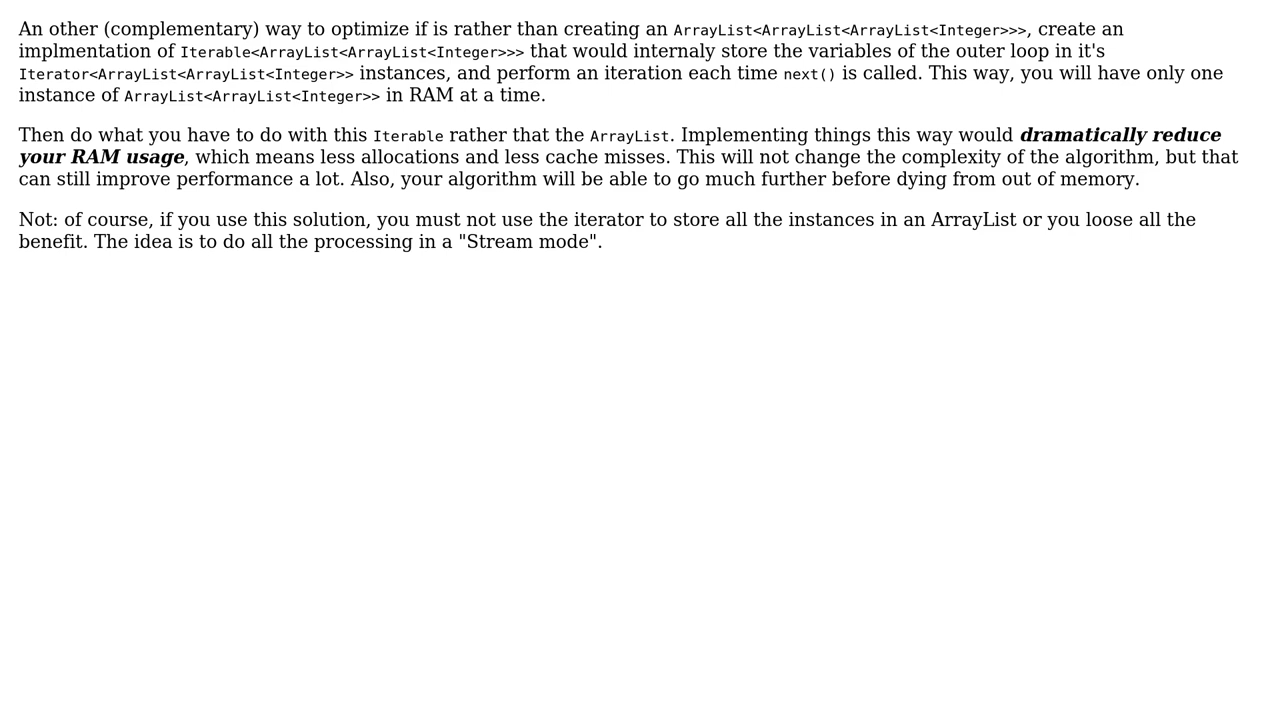 An other (complementary) way to optimize if is rather than creating an ArrayList<ArrayList<ArrayList<Integer>>>, create an
implmentation of Iterable<ArrayList<ArrayList<Integer>>> that would internaly store the variables of the outer loop in it's
Iterator<ArrayList<ArrayList<Integer>> instances, and perform an iteration each time next() is called. This way, you will have only one
instance of ArrayList<ArrayList<Integer>> in RAM at a time.
Then do what you have to do with this Iterable rather that the ArrayList. Implementing things this way would dramatically reduce
your RAM usage, which means less allocations and less cache misses. This will not change the complexity of the algorithm, but that
can still improve performance a lot. Also, your algorithm will be able to go much further before dying from out of memory.
Not: of course, if you use this solution, you must not use the iterator to store all the instances in an ArrayList or you loose all the
benefit. The idea is to do all the processing in a "Stream mode".